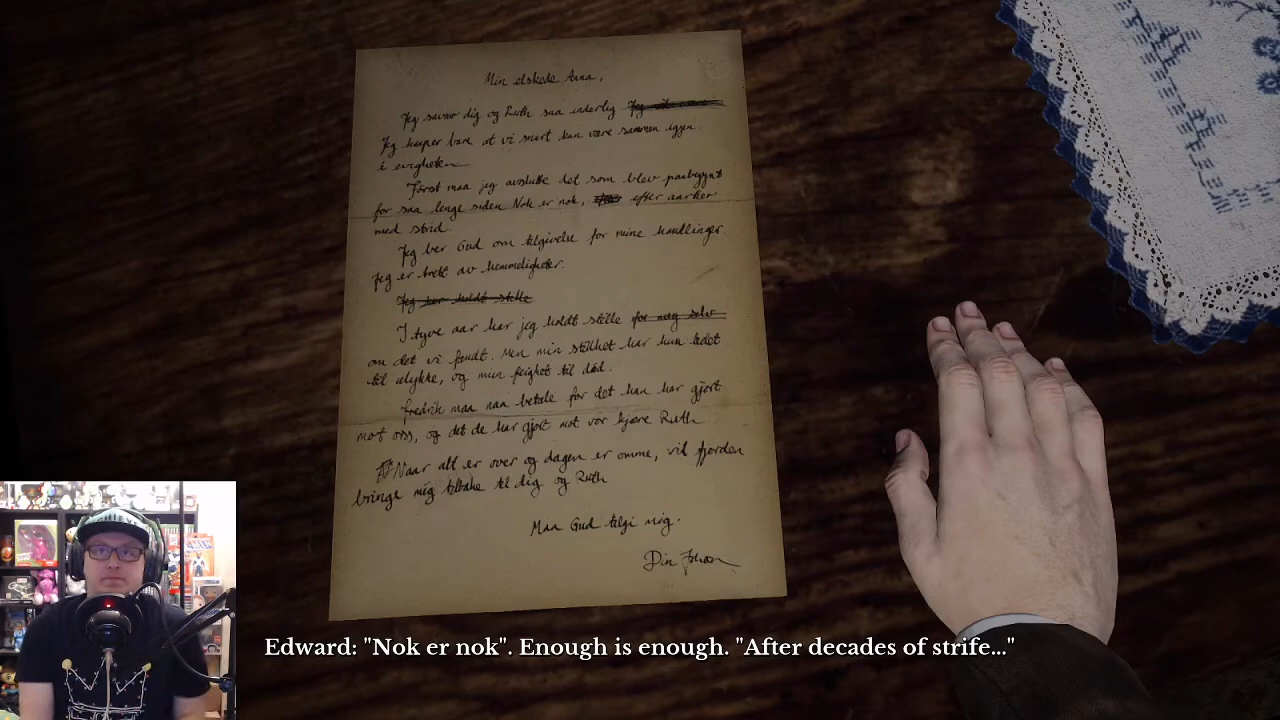 Min elskede Anna,
Jeg savner dig og Ruth saa inderlig
Jeg haaper bare at vi snart kan være sammen igjen.
i evigheten
Först maa jeg avslutte det som blev paabegynt
for saa lenge siden Nok er nok, efter aartier
med strid.
Jeg ber Gud om tilgivelse for mine handlinger
Jeg er trett av hemmeligheter.
Jeg har holdt stille
I tyve aar har jeg holdt stille for meg selv
om det vi fandt. Men min stillhet har kun ledet
til ulykke, og min feighet til död.
Fredrik maa naa betale for det han har gjort
mot oss, og det de har gjort mot vor kjære Ruth
Naar alt er over og dagen er omme, vil fjorden
bringe mig tilbake til dig og Ruth
Maa Gud tilgi mig.
Din Johan
Edward: "Nok er nok". Enough is enough. "After decades of strife..."